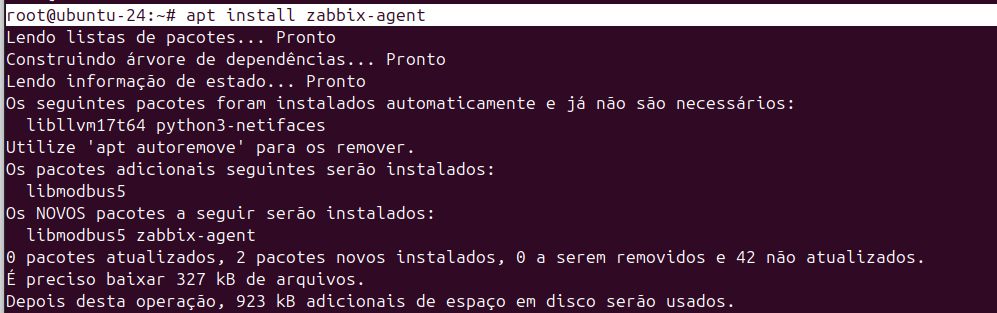 root@ubuntu-24:~# apt install zabbix-agent
Lendo listas de pacotes... Pronto
Construindo árvore de dependências... Pronto
Lendo informação de estado... Pronto
Os seguintes pacotes foram instalados automaticamente e já não são necessários:
  libllvm17t64 python3-netifaces
Utilize 'apt autoremove' para os remover.
Os pacotes adicionais seguintes serão instalados:
  libmodbus5
Os NOVOS pacotes a seguir serão instalados:
  libmodbus5 zabbix-agent
0 pacotes atualizados, 2 pacotes novos instalados, 0 a serem removidos e 42 não atualizados.
É preciso baixar 327 kB de arquivos.
Depois desta operação, 923 kB adicionais de espaço em disco serão usados.